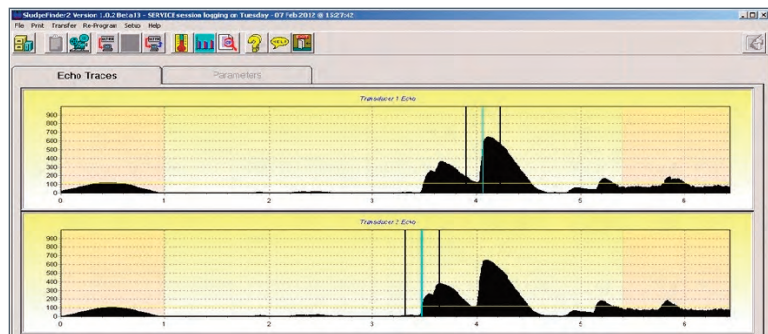 SludgeFinder2 Version 1.0.2 Beta13 - SERVICE session logging on Tuesday - 07 Feb 2012 @ 13:27:42
File Print Transfer Re-Program Setup Help
HELP
Echo Traces Parameters
Transducer 1 Echo
900
800
700
600
500
400
300
200
100
0
0 1 2 3 4 5 6
Transducer 2 Echo
900
800
700
600
500
400
300
200
100
0
0 1 2 3 4 5 6